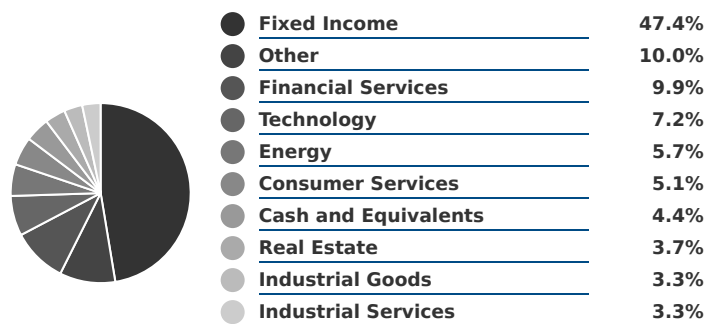 Fixed Income 47.4%
Other 10.0%
Financial Services 9.9%
Technology 7.2%
Energy 5.7%
Consumer Services 5.1%
Cash and Equivalents 4.4%
Real Estate 3.7%
Industrial Goods 3.3%
Industrial Services 3.3%